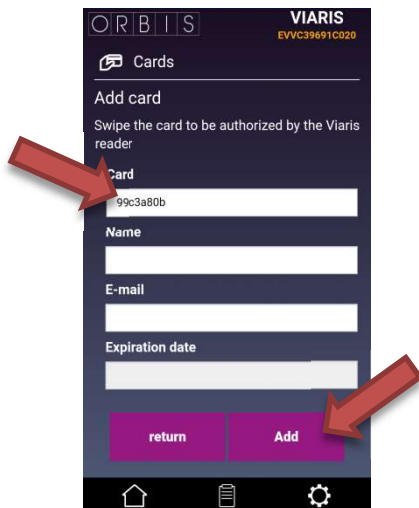 ORBIS VIARIS
EVVC39691C020
Cards
Add card
Swipe the card to be authorized by the Viaris
reader
Card
99c3a80b
Name
E-mail
Expiration date
return Add